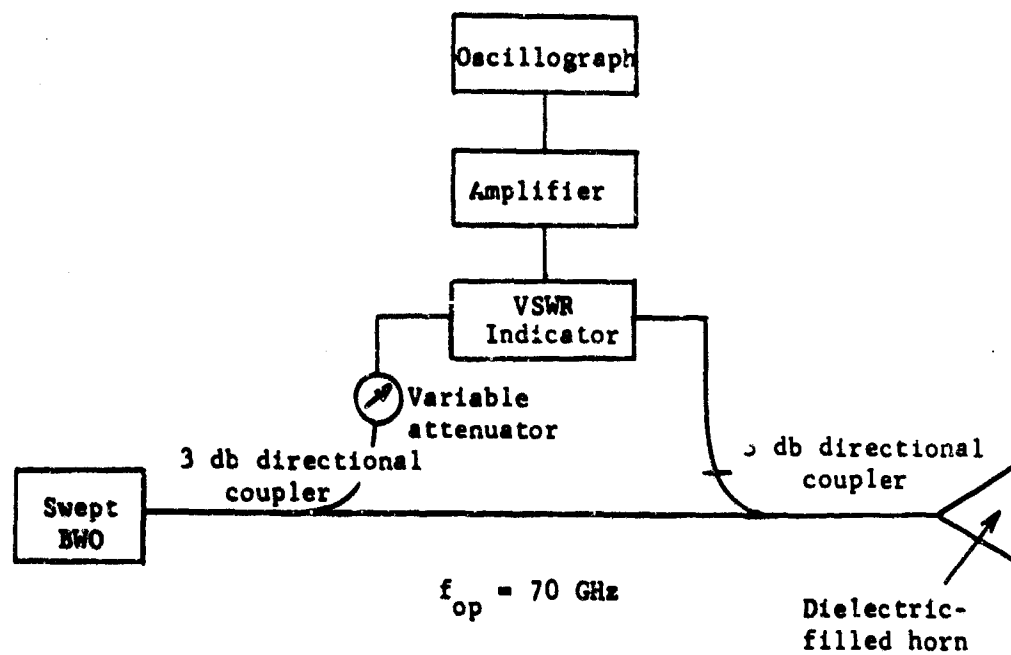 Oscillograph
Amplifier
VSWR
Indicator
Variable
attenuator
3 db directional
coupler
db directional
coupler
Swept
BWO
f_op = 70 GHz
Dielectric-
filled horn